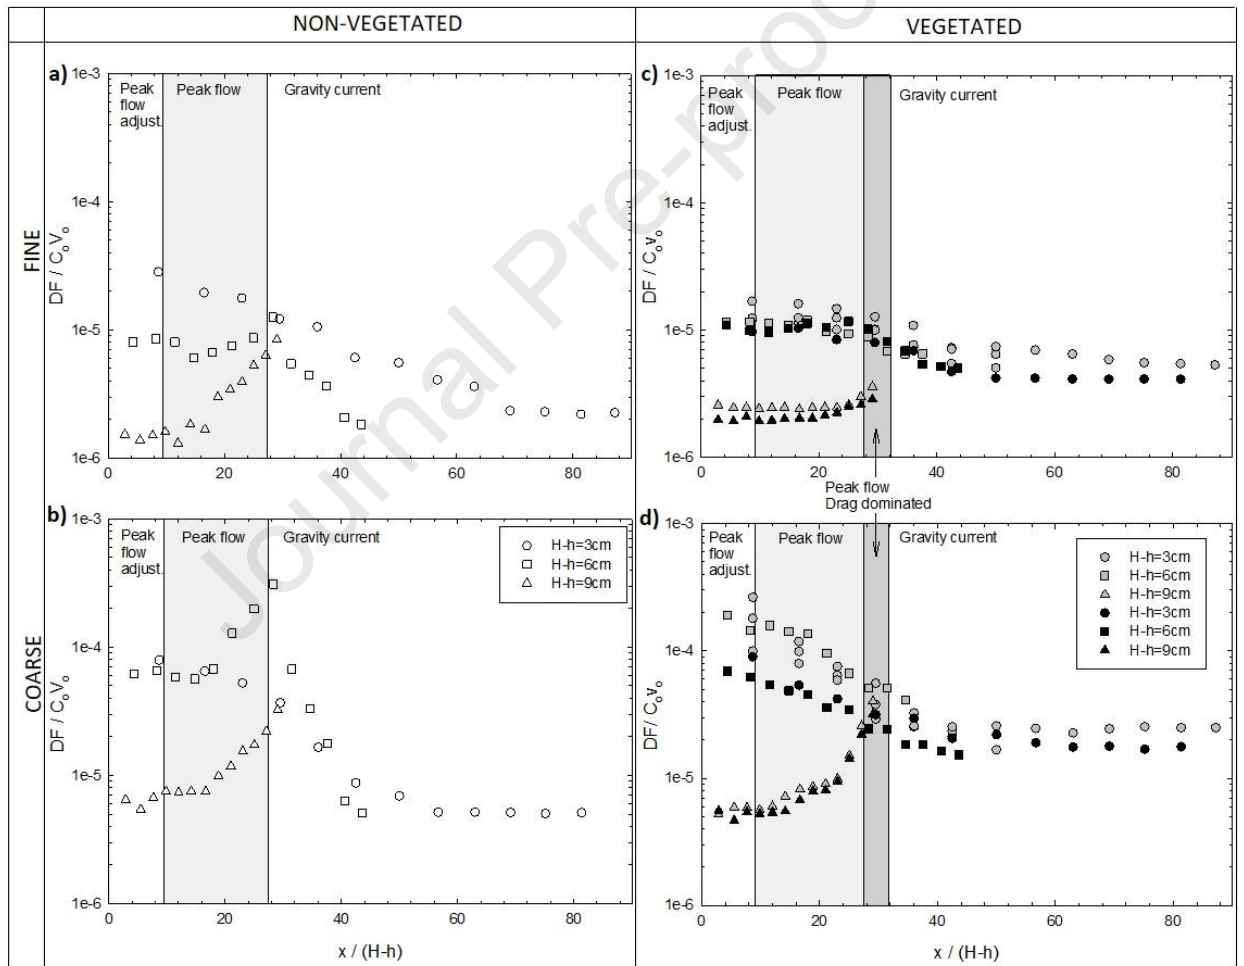 NON-VEGETATED
VEGETATED
FINE
COARSE
a)
1e-3
1e-4
1e-5
1e-6
DF / CoVo
Peak
flow
adjust.
Peak flow
Gravity current
0
20
40
60
80
c)
1e-3
1e-4
1e-5
1e-6
DF / CoVo
Peak
flow
adjust.
Peak flow
Gravity current
0
20
40
60
80
Peak flow
Drag dominated
b)
1e-3
1e-4
1e-5
1e-6
DF / CoVo
Peak
flow
adjust.
Peak flow
Gravity current
H-h=3cm
H-h=6cm
H-h=9cm
0
20
40
60
80
x / (H-h)
d)
1e-3
1e-4
1e-5
1e-6
DF / CoVo
Peak
flow
adjust.
Peak flow
Gravity current
H-h=3cm
H-h=6cm
H-h=9cm
H-h=3cm
H-h=6cm
H-h=9cm
0
20
40
60
80
x / (H-h)
Journal Pre-proof